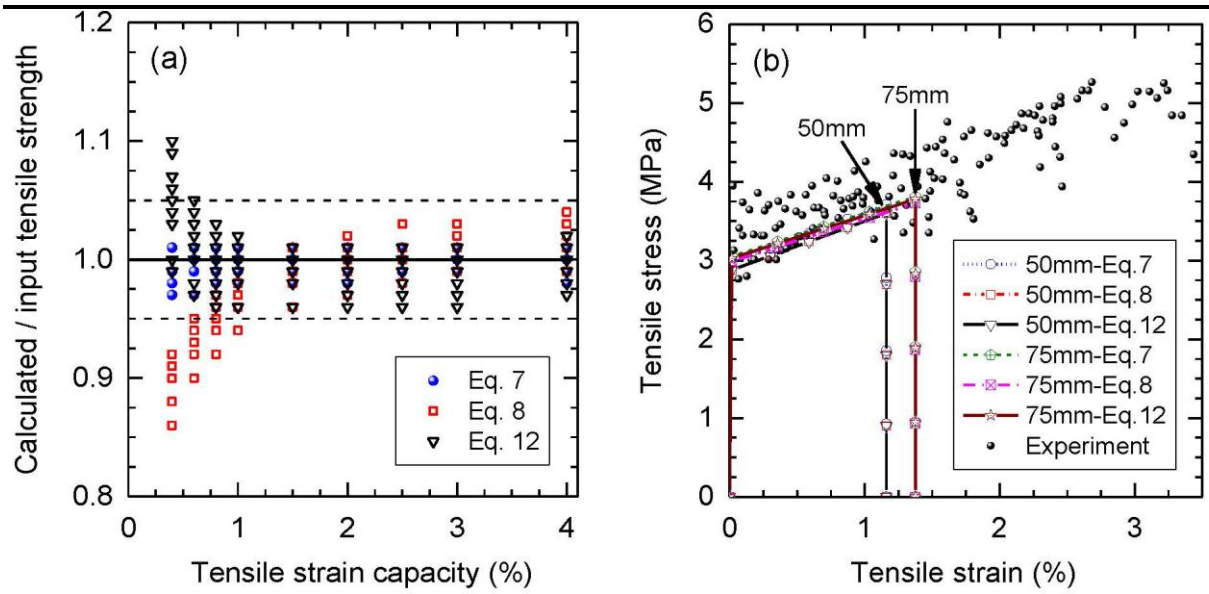 (a)
Calculated / input tensile strength
1.2
1.1
1.0
0.9
0.8
Eq. 7
Eq. 8
Eq. 12
0 1 2 3 4
Tensile strain capacity (%)
(b)
Tensile stress (MPa)
6
5
4
3
2
1
0
75mm
50mm
50mm-Eq.7
50mm-Eq.8
50mm-Eq.12
75mm-Eq.7
75mm-Eq.8
75mm-Eq.12
Experiment
0 1 2 3
Tensile strain (%)